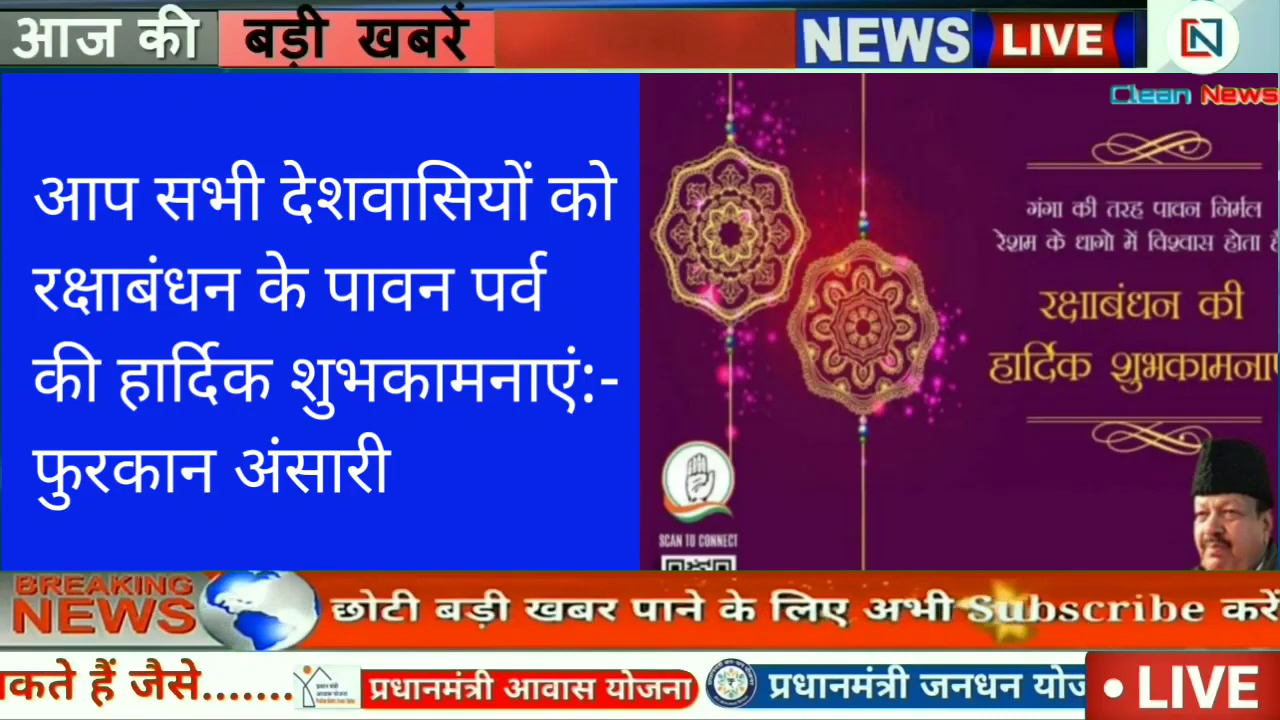 आज की बड़ी खबरें
NEWS LIVE
N
Clean News
आप सभी देशवासियों को
रक्षाबंधन के पावन पर्व
की हार्दिक शुभकामनाएं:-
फुरकान अंसारी
गंगा की तरह पावन निर्मल
रेशम के धागो में विश्वास होता
रक्षाबंधन की
हार्दिक शुभकामनाएं
SCAN TO CONNECT
BREAKING
NEWS
छोटी बड़ी खबर पाने के लिए अभी Subscribe करें
कते हैं जैसे.......
प्रधानमंत्री आवास योजना
प्रधानमंत्री जनधन योज
• LIVE